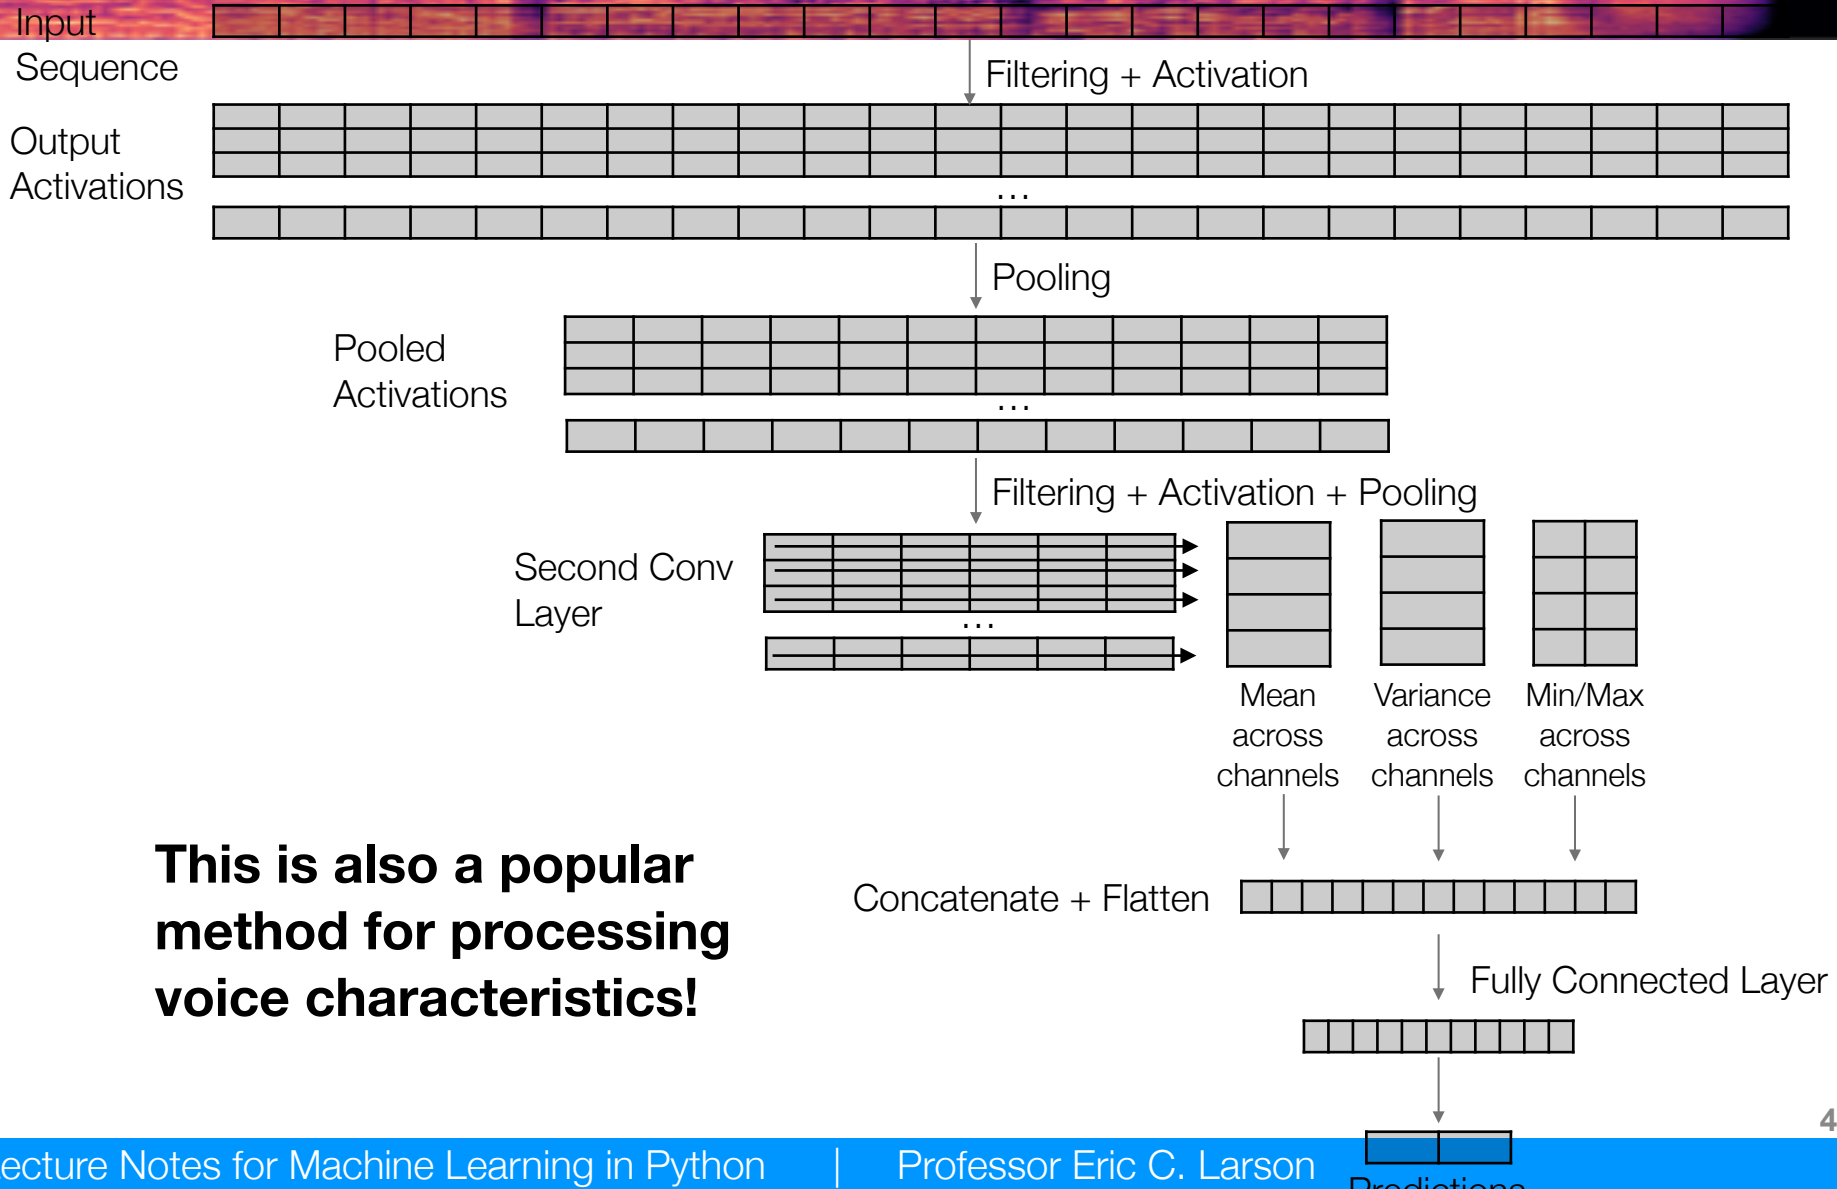 Input
Sequence
Filtering + Activation
Output
Activations
...
Pooling
Pooled
Activations
...
Filtering + Activation + Pooling
Second Conv
Layer
...
Mean
across
channels
Variance
across
channels
Min/Max
across
channels
This is also a popular
method for processing
voice characteristics!
Concatenate + Flatten
Fully Connected Layer
4
ecture Notes for Machine Learning in Python | Professor Eric C. Larson
Predictions